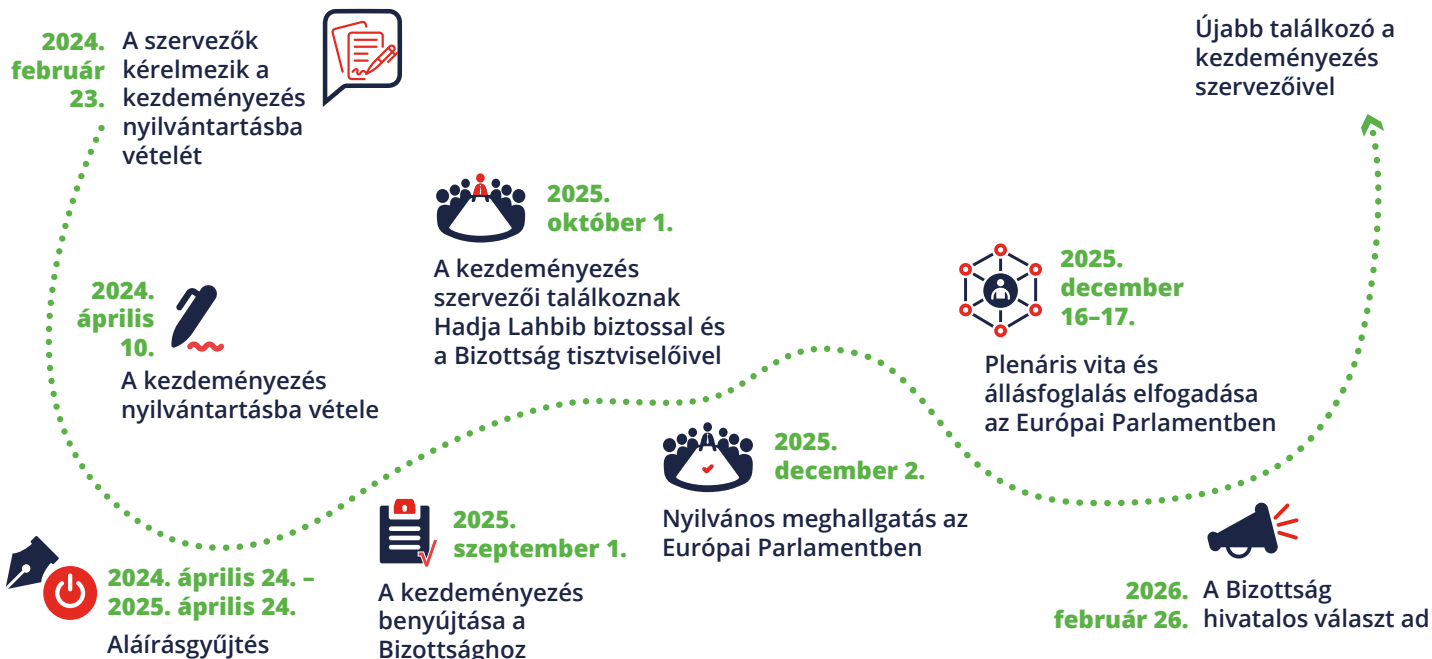 2024.
február
23.
A szervezők
kérelmezik a
kezdeményezés
nyilvántartásba
vételét
2024.
április
10.
A kezdeményezés
nyilvántartásba vétele
2024. április 24. –
2025. április 24.
Aláírásgyűjtés
2025.
szeptember 1.
A kezdeményezés
benyújtása a
Bizottsághoz
2025.
október 1.
A kezdeményezés
szervezői találkoznak
Hadja Lahbib biztossal és
a Bizottság tisztviselőivel
2025.
december 2.
Nyilvános meghallgatás az
Európai Parlamentben
2025.
december
16–17.
Plenáris vita és
állásfoglalás elfogadása
az Európai Parlamentben
2026.
február 26.
A Bizottság
hivatalos választ ad
Újabb találkozó a
kezdeményezés
szervezőivel